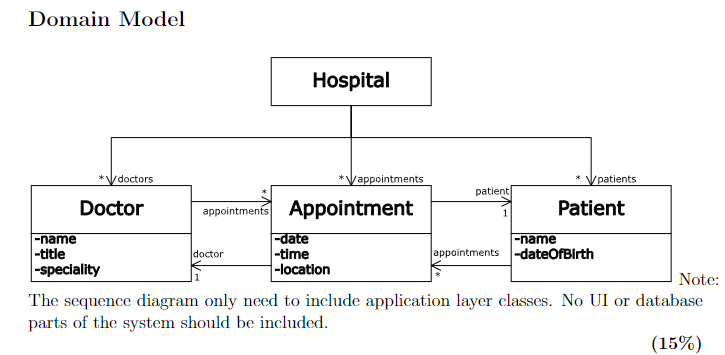 Domain Model
Hospital
* doctors
* appointments
* patients
Doctor
* appointments
Appointment
patient 1
Patient
-name
-title
-speciality
doctor 1
-date
-time
-location
appointments *
-name
-dateOfBirth
Note:
The sequence diagram only need to include application layer classes. No UI or database
parts of the system should be included.
(15%)